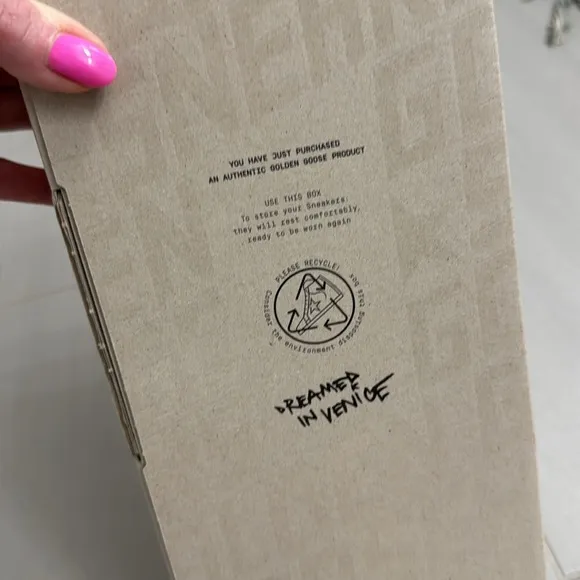 YOU HAVE JUST PURCHASED
AN AUTHENTIC GOLDEN GOOSE PRODUCT
USE THIS BOX
To store your Sneakers:
they will rest comfortably,
ready to be worn again
PLEASE RECYCLE!
Consider the environment disposing this box
DREAMED
IN VENICE